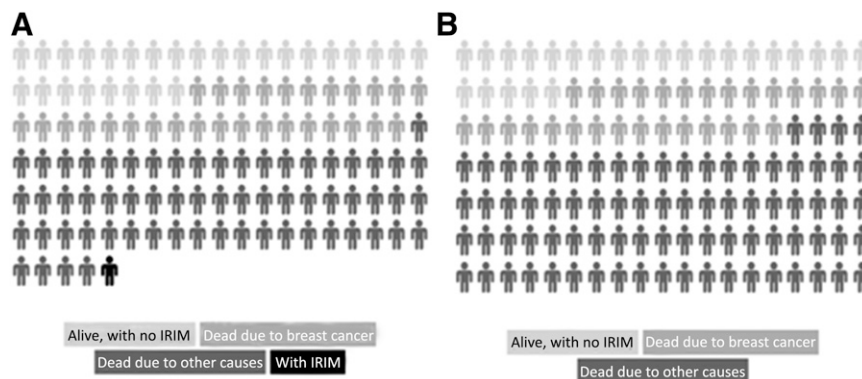 A
B
Alive, with no IRIM Dead due to breast cancer
Dead due to other causes With IRIM
Alive, with no IRIM Dead due to breast cancer
Dead due to other causes